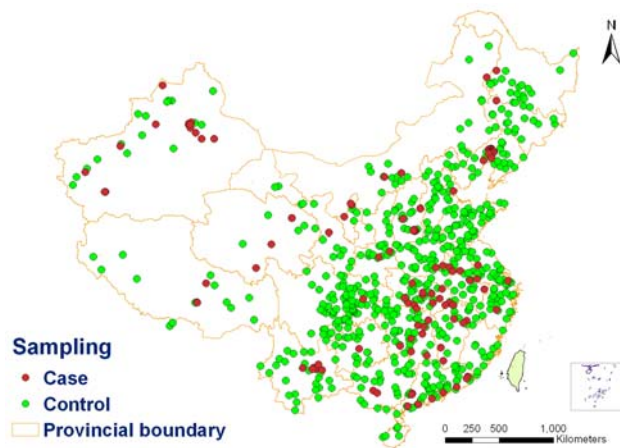 N
Sampling
Case
Control
Provincial boundary
0 250 500 1,000
Kilometers